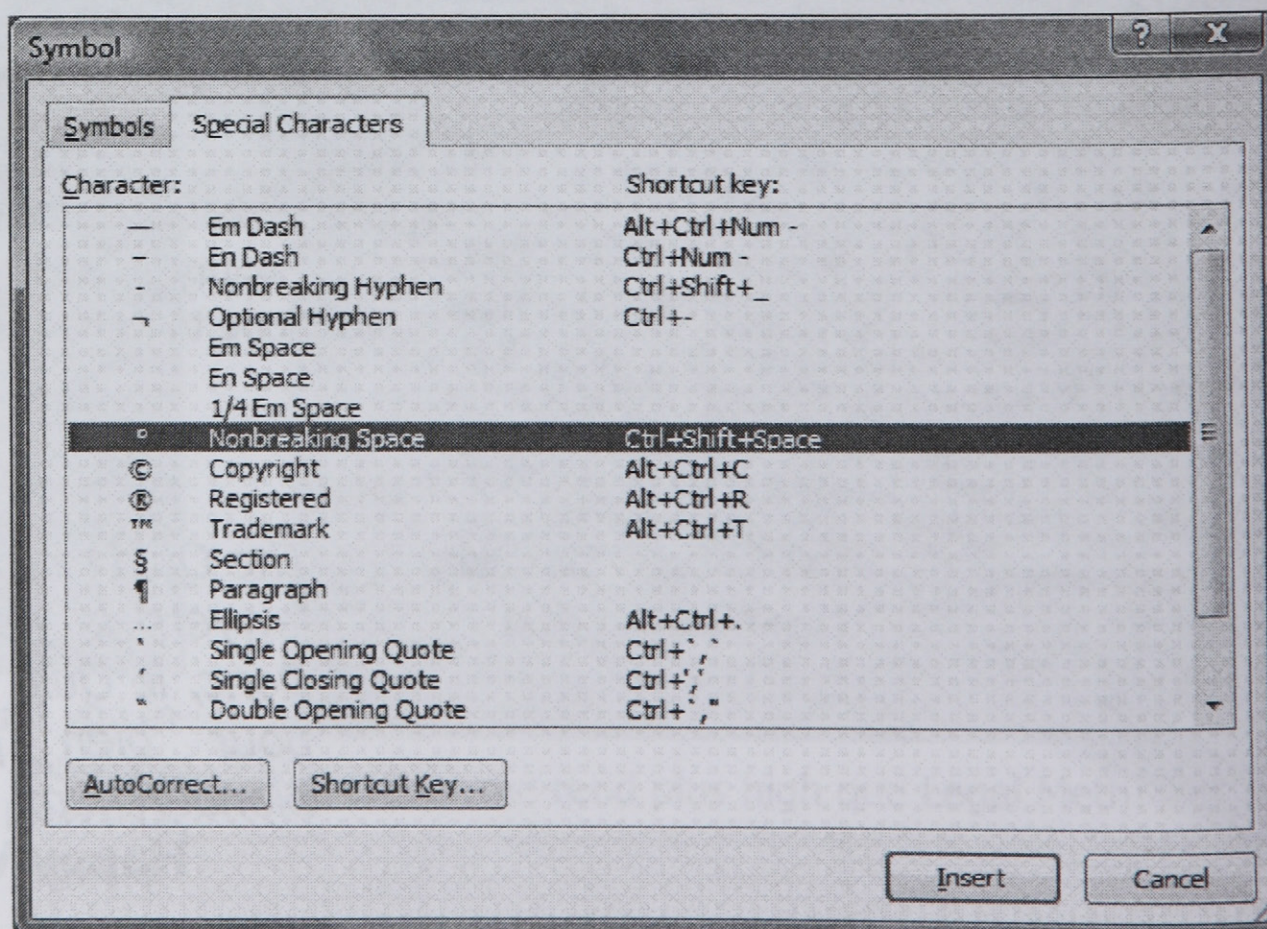 Symbol
Symbols Special Characters
Character: Shortcut key:
— Em Dash Alt+Ctrl+Num -
– En Dash Ctrl+Num -
- Nonbreaking Hyphen Ctrl+Shift+_
¬ Optional Hyphen Ctrl+-
Em Space
En Space
1/4 Em Space
° Nonbreaking Space Ctrl+Shift+Space
© Copyright Alt+Ctrl+C
® Registered Alt+Ctrl+R
™ Trademark Alt+Ctrl+T
§ Section
¶ Paragraph
… Ellipsis Alt+Ctrl+.
‘ Single Opening Quote Ctrl+`,`
’ Single Closing Quote Ctrl+','
“ Double Opening Quote Ctrl+`,"
AutoCorrect... Shortcut Key...
Insert Cancel